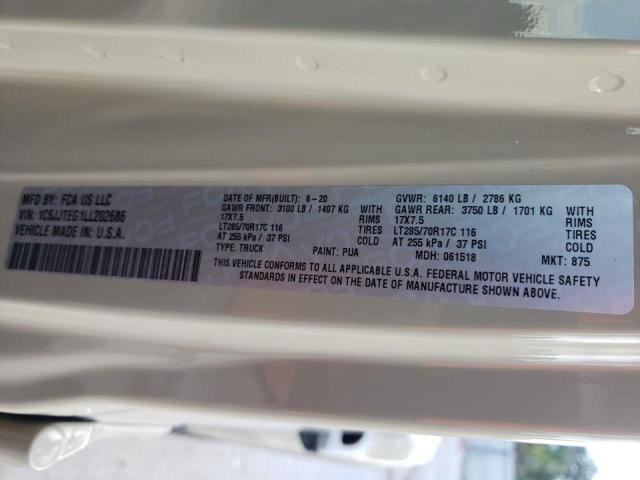 MFD BY: FCA US LLC
VIN: 1C6JJTEG1LL202686
VEHICLE MADE IN: U.S.A.
DATE OF MFR(BUILT): 6-20
GAWR FRONT: 3100 LB / 1407 KG WITH
17X7.5 RIMS
LT285/70R17C 116 TIRES
AT 255 kPa / 37 PSI COLD
TYPE: TRUCK PAINT: PUA
GVWR: 6140 LB / 2786 KG
GAWR REAR: 3750 LB / 1701 KG WITH
17X7.5 RIMS
LT285/70R17C 116 TIRES
AT 255 kPa / 37 PSI COLD
MDH: 061518 MKT: 875
THIS VEHICLE CONFORMS TO ALL APPLICABLE U.S.A. FEDERAL MOTOR VEHICLE SAFETY
STANDARDS IN EFFECT ON THE DATE OF MANUFACTURE SHOWN ABOVE.